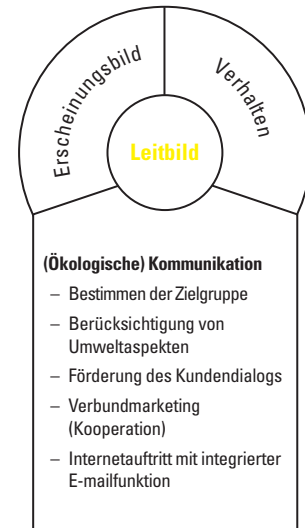 Erscheinungsbild
Verhalten
Leitbild
(Ökologische) Kommunikation
– Bestimmen der Zielgruppe
– Berücksichtigung von
Umweltaspekten
– Förderung des Kundendialogs
– Verbundmarketing
(Kooperation)
– Internetauftritt mit integrierter
E-mailfunktion